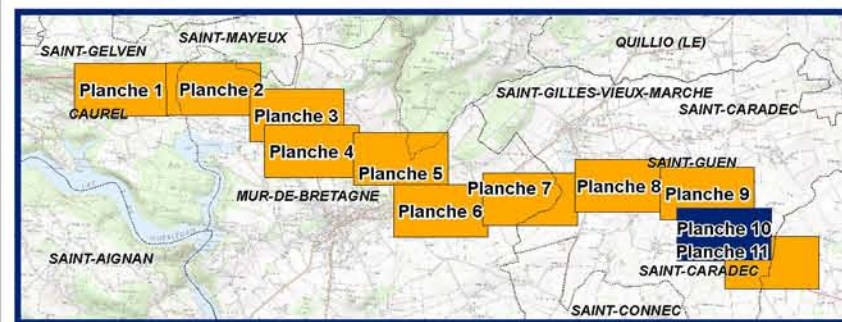 SAINT-MAYEUX
QUILLIO (LE)
SAINT-GELVEN
Planche 1
Planche 2
SAINT-GILLES-VIEUX-MARCHE
CAUREL
Planche 3
SAINT-CARADEC
Planche 4
SAINT-GUEN
Planche 5
Planche 7
Planche 8
Planche 9
MUR-DE-BRETAGNE
Planche 6
Planche 10
Planche 11
SAINT-AIGNAN
SAINT-CARADEC
SAINT-CONNEC